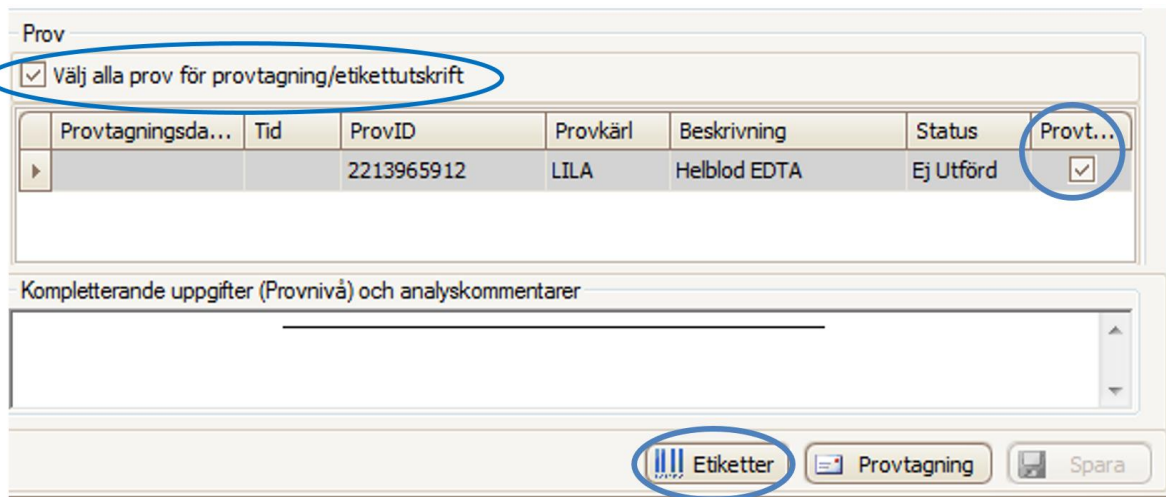 Prov
Välj alla prov för provtagning/etikettutskrift
Provtagningsda... Tid ProvID Provkärl Beskrivning Status Provt...
2213965912 LILA Helblod EDTA Ej Utförd
Kompletterande uppgifter (Provnivå) och analyskommentarer
Etiketter Provtagning Spara